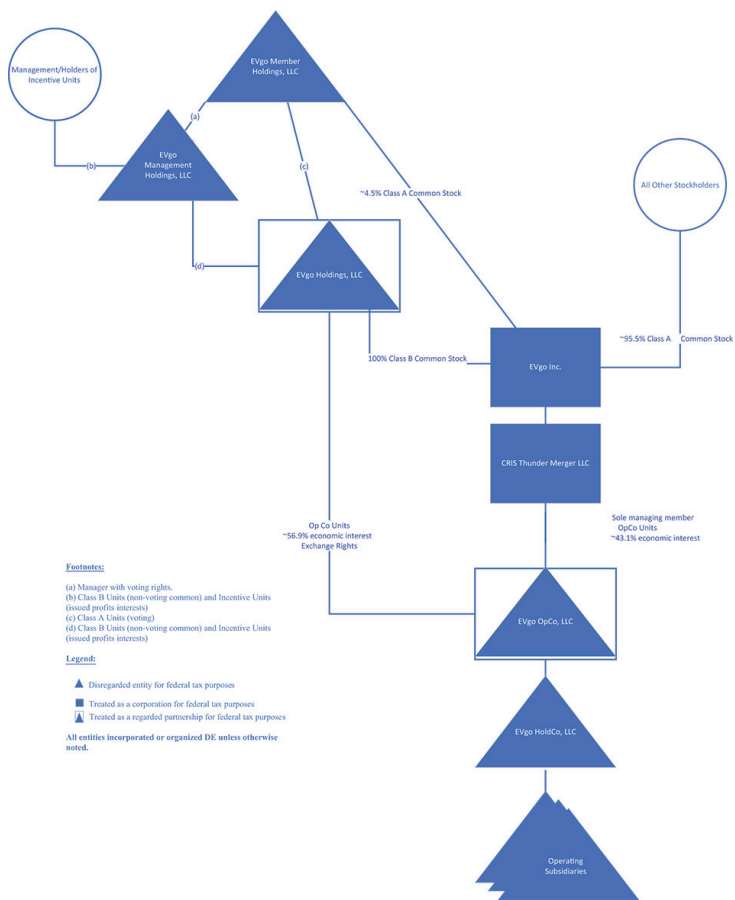 EVgo Member
Holdings, LLC
Management/Holders of
Incentive Units
(a)
EVgo
Management
Holdings, LLC
(b)
(c)
~4.5% Class A Common Stock
All Other Stockholders
(d)
EVgo Holdings, LLC
~95.5% Class A Common Stock
100% Class B Common Stock
EVgo Inc.
CRIS Thunder Merger LLC
Op Co Units
~56.9% economic interest
Exchange Rights
Sole managing member
OpCo Units
~43.1% economic interest
Footnotes:
(a) Manager with voting rights.
(b) Class B Units (non-voting common) and Incentive Units
(issued profits interests)
(c) Class A Units (voting)
(d) Class B Units (non-voting common) and Incentive Units
(issued profits interests)
Legend:
Disregarded entity for federal tax purposes
Treated as a corporation for federal tax purposes
Treated as a regarded partnership for federal tax purposes
All entities incorporated or organized DE unless otherwise
noted.
EVgo OpCo, LLC
EVgo HoldCo, LLC
Operating
Subsidiaries